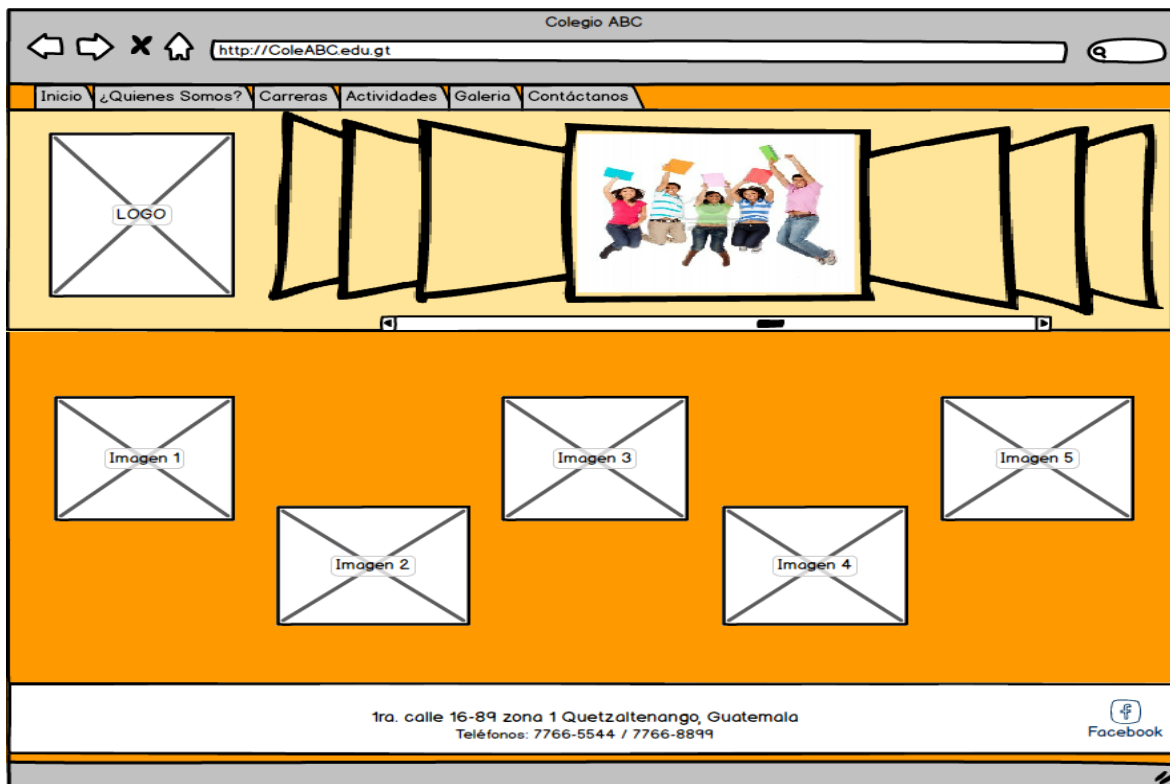 Colegio ABC
http://ColeABC.edu.gt
Inicio ¿Quienes Somos? Carreras Actividades Galeria Contáctanos
LOGO
Imagen 1
Imagen 3
Imagen 5
Imagen 2
Imagen 4
1ra. calle 16-89 zona 1 Quetzaltenango, Guatemala
Teléfonos: 7766-5544 / 7766-8899
Facebook